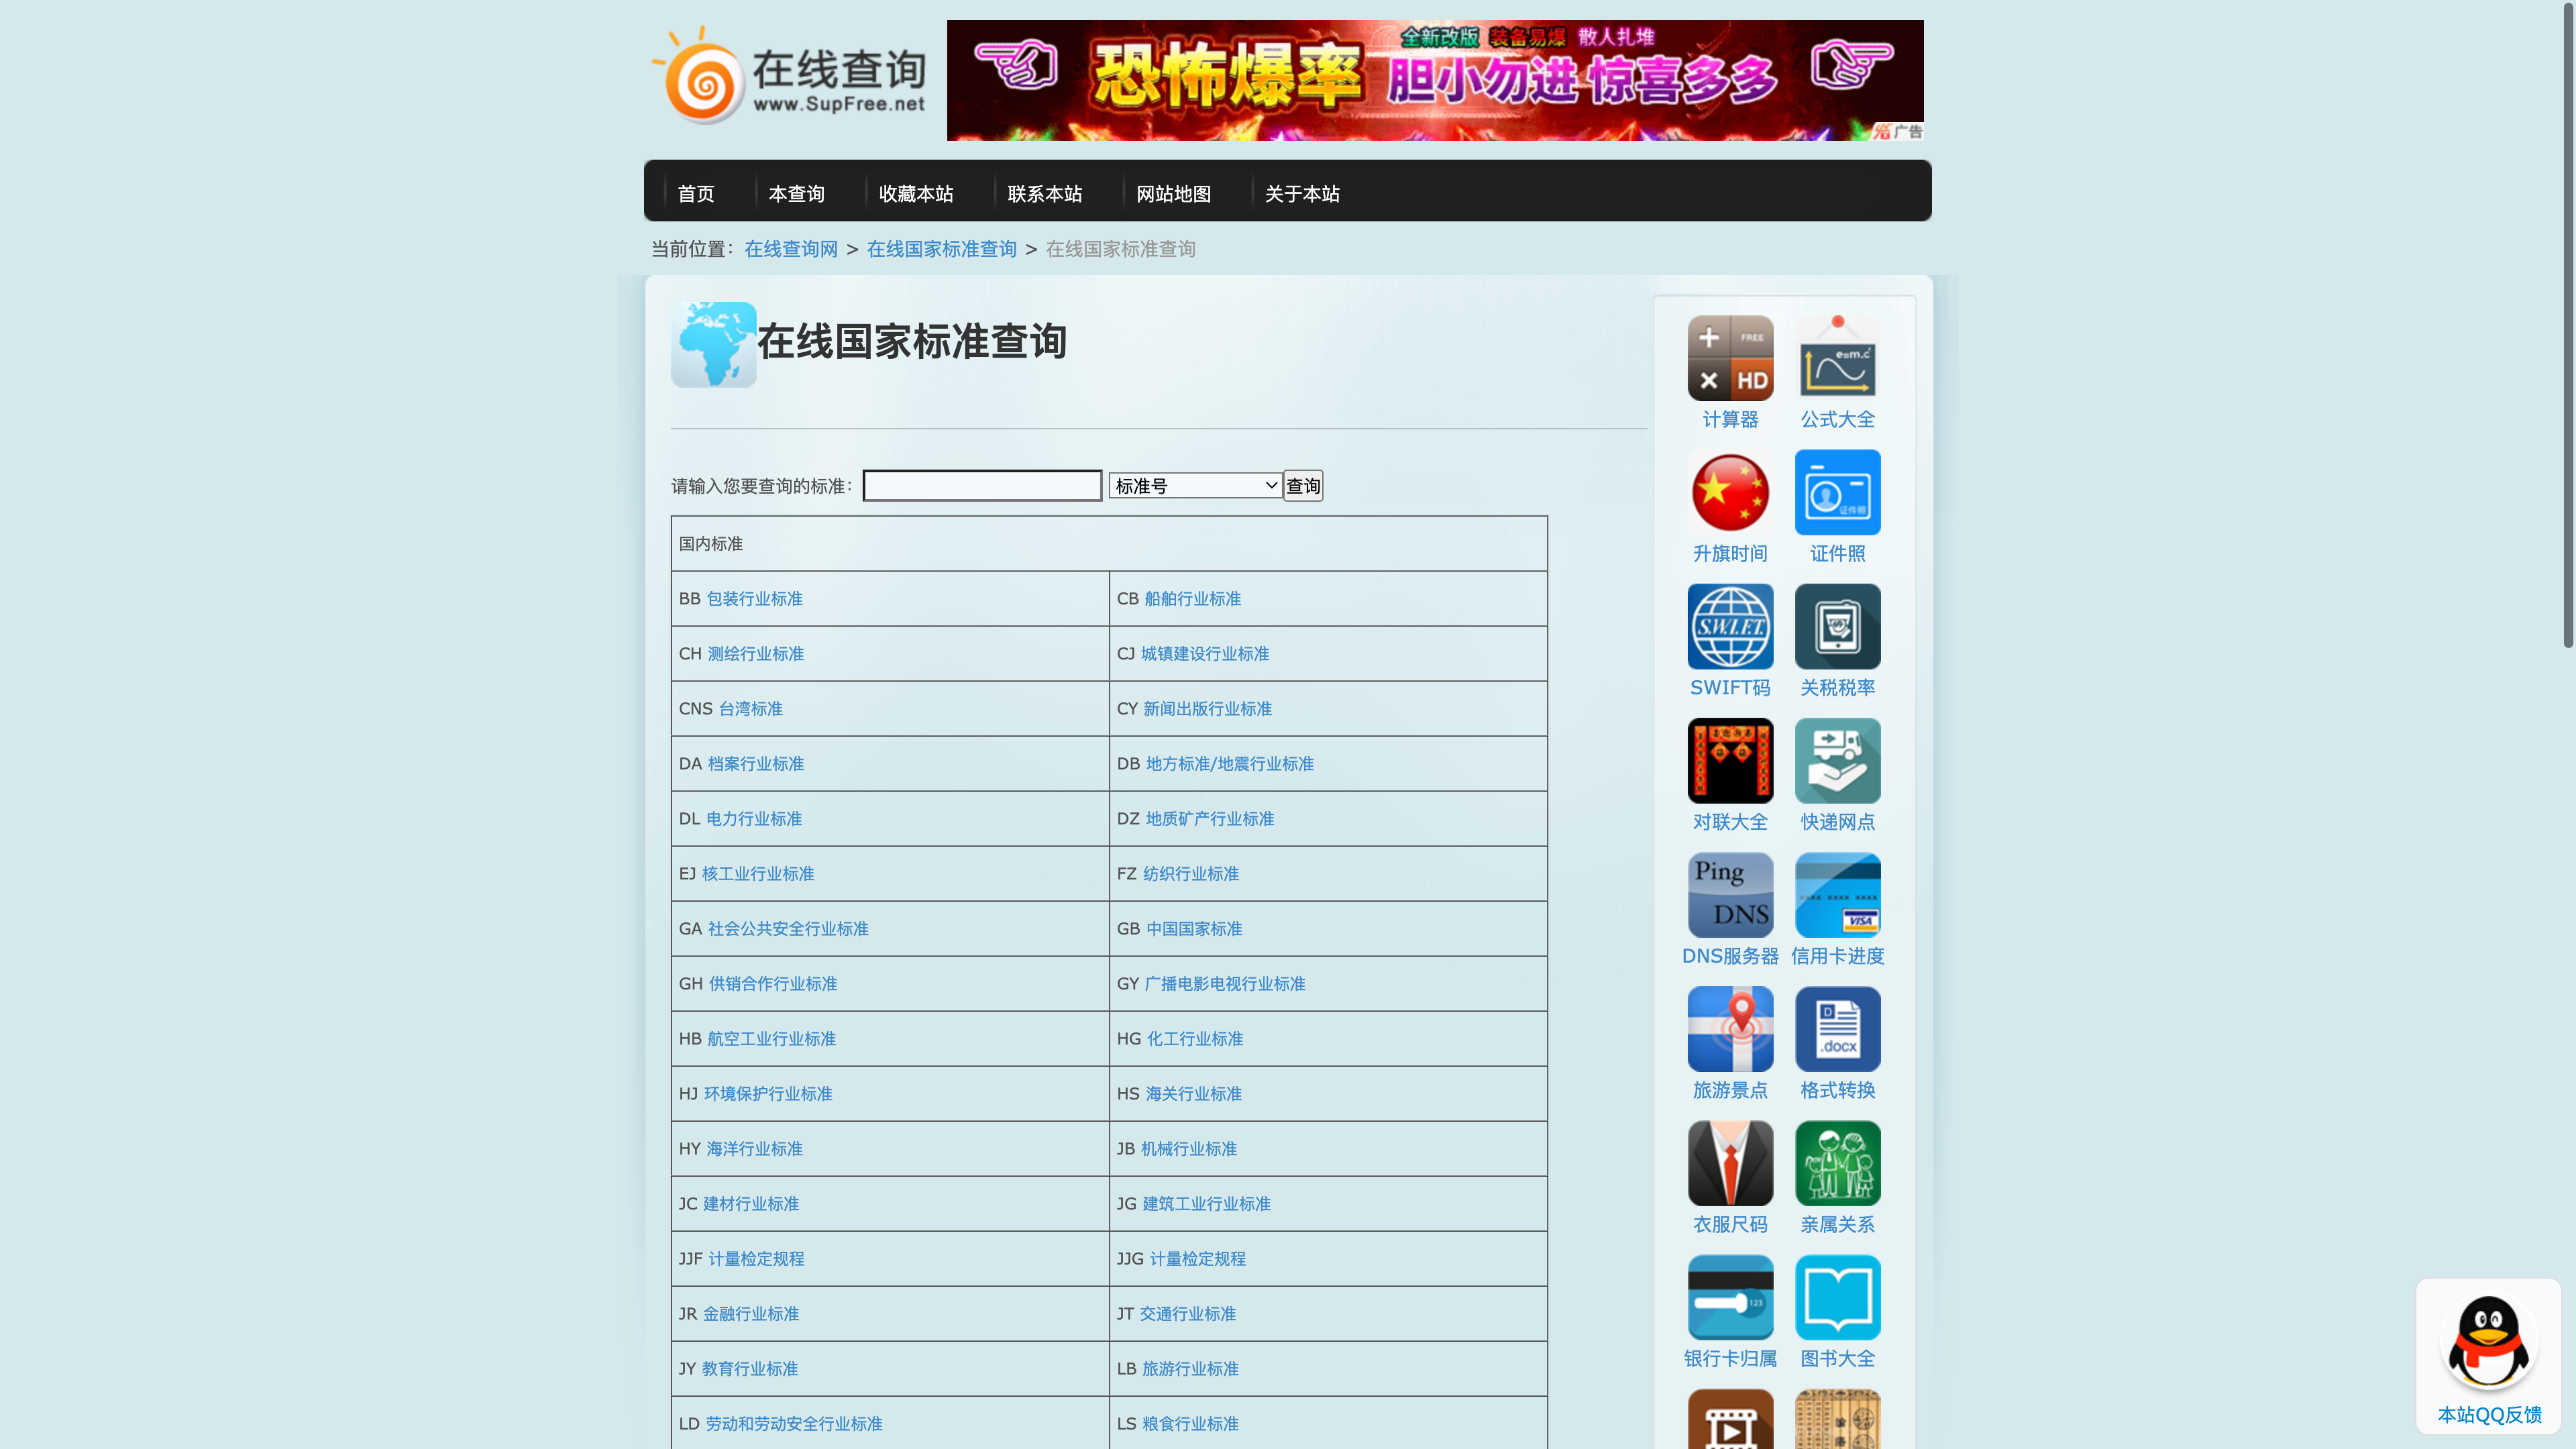 在线查询
www.SupFree.net
全新改版 装备易爆 散人扎堆
恐怖爆率 胆小勿进 惊喜多多
广告
首页 本查询 收藏本站 联系本站 网站地图 关于本站
当前位置：在线查询网 > 在线国家标准查询 > 在线国家标准查询
在线国家标准查询
请输入您要查询的标准： 标准号 查询
国内标准
BB 包装行业标准 CB 船舶行业标准
CH 测绘行业标准 CJ 城镇建设行业标准
CNS 台湾标准 CY 新闻出版行业标准
DA 档案行业标准 DB 地方标准/地震行业标准
DL 电力行业标准 DZ 地质矿产行业标准
EJ 核工业行业标准 FZ 纺织行业标准
GA 社会公共安全行业标准 GB 中国国家标准
GH 供销合作行业标准 GY 广播电影电视行业标准
HB 航空工业行业标准 HG 化工行业标准
HJ 环境保护行业标准 HS 海关行业标准
HY 海洋行业标准 JB 机械行业标准
JC 建材行业标准 JG 建筑工业行业标准
JJF 计量检定规程 JJG 计量检定规程
JR 金融行业标准 JT 交通行业标准
JY 教育行业标准 LB 旅游行业标准
LD 劳动和劳动安全行业标准 LS 粮食行业标准
+ FREE × HD e=m.c²
计算器 公式大全
证件照
升旗时间 证件照
S.W.I.F.T.
SWIFT码 关税税率
对联大全 快递网点
Ping DNS XXXX XXXX VISA
DNS服务器 信用卡进度
D .docx
旅游景点 格式转换
衣服尺码 亲属关系
123
银行卡归属 图书大全
本站QQ反馈